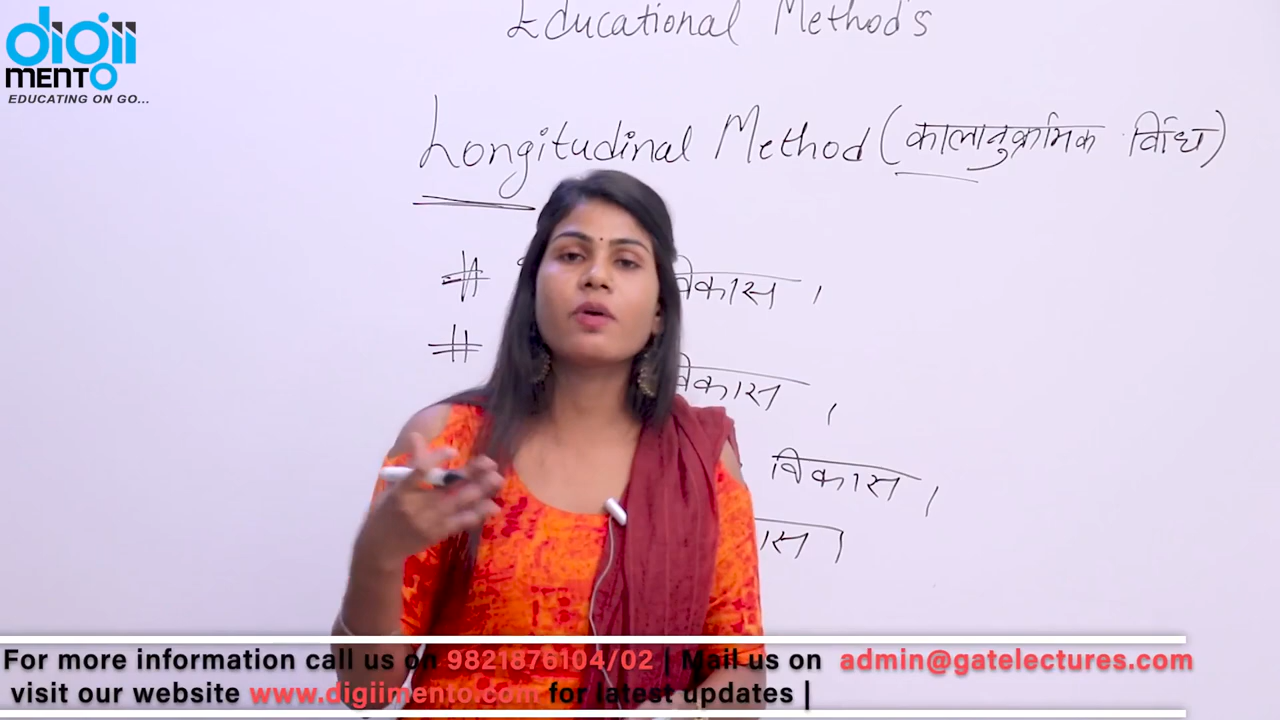 digii
MENTO
EDUCATING ON GO...
Educational Method's
Longitudinal Method (कालानुक्रमिक विधि)
# विकास ।
# विकास ।
विकास ।
For more information call us on 9821876104/02 | Mail us on admin@gatelectures.com
visit our website www.digiimento.com for latest updates |